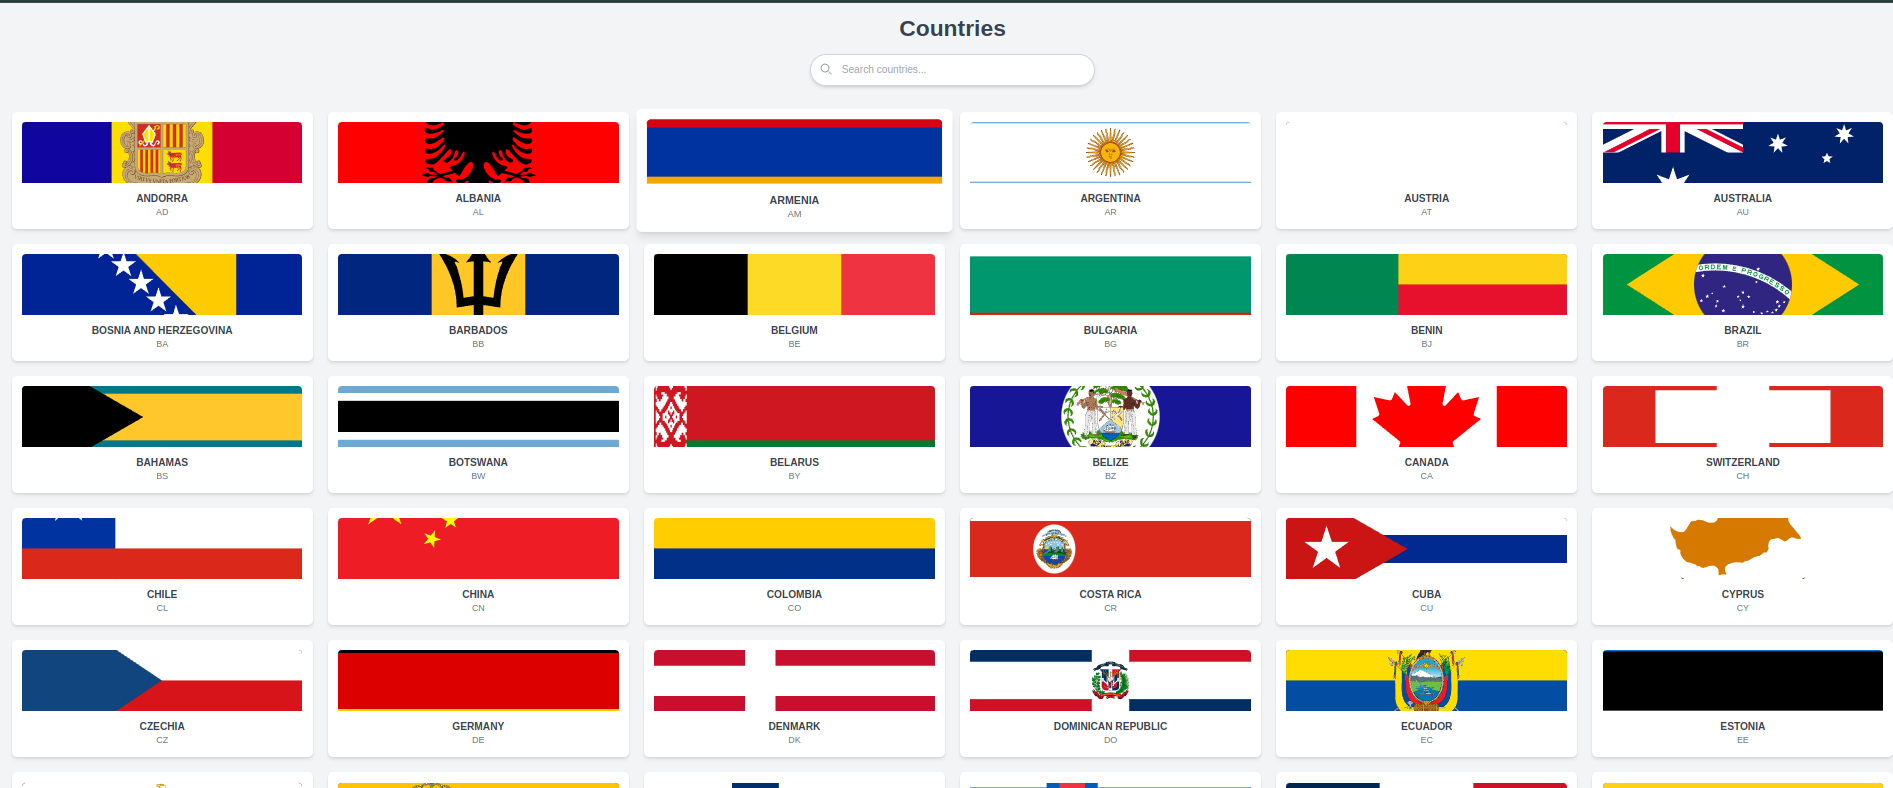 Countries
Search countries...
ANDORRA
AD
ALBANIA
AL
ARMENIA
AM
ARGENTINA
AR
AUSTRIA
AT
AUSTRALIA
AU
ORDEM E PROGRESSO
BOSNIA AND HERZEGOVINA
BA
BARBADOS
BB
BELGIUM
BE
BULGARIA
BG
BENIN
BJ
BRAZIL
BR
BAHAMAS
BS
BOTSWANA
BW
BELARUS
BY
BELIZE
BZ
CANADA
CA
SWITZERLAND
CH
CHILE
CL
CHINA
CN
COLOMBIA
CO
COSTA RICA
CR
CUBA
CU
CYPRUS
CY
CZECHIA
CZ
GERMANY
DE
DENMARK
DK
DOMINICAN REPUBLIC
DO
ECUADOR
EC
ESTONIA
EE